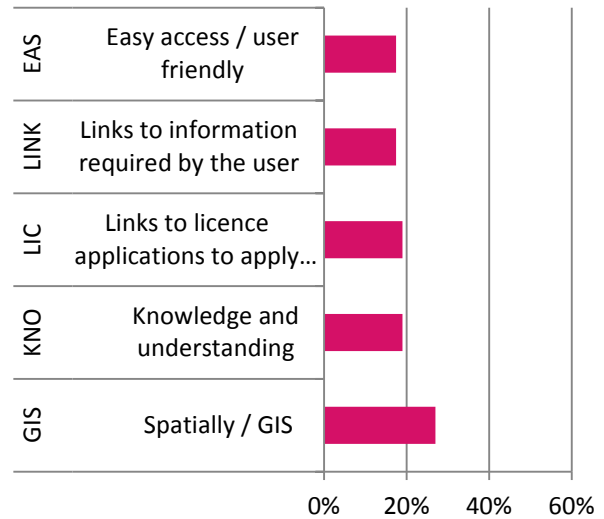 EAS
Easy access / user
friendly
LINK
Links to information
required by the user
LIC
Links to licence
applications to apply…
KNO
Knowledge and
understanding
GIS
Spatially / GIS
0% 20% 40% 60%